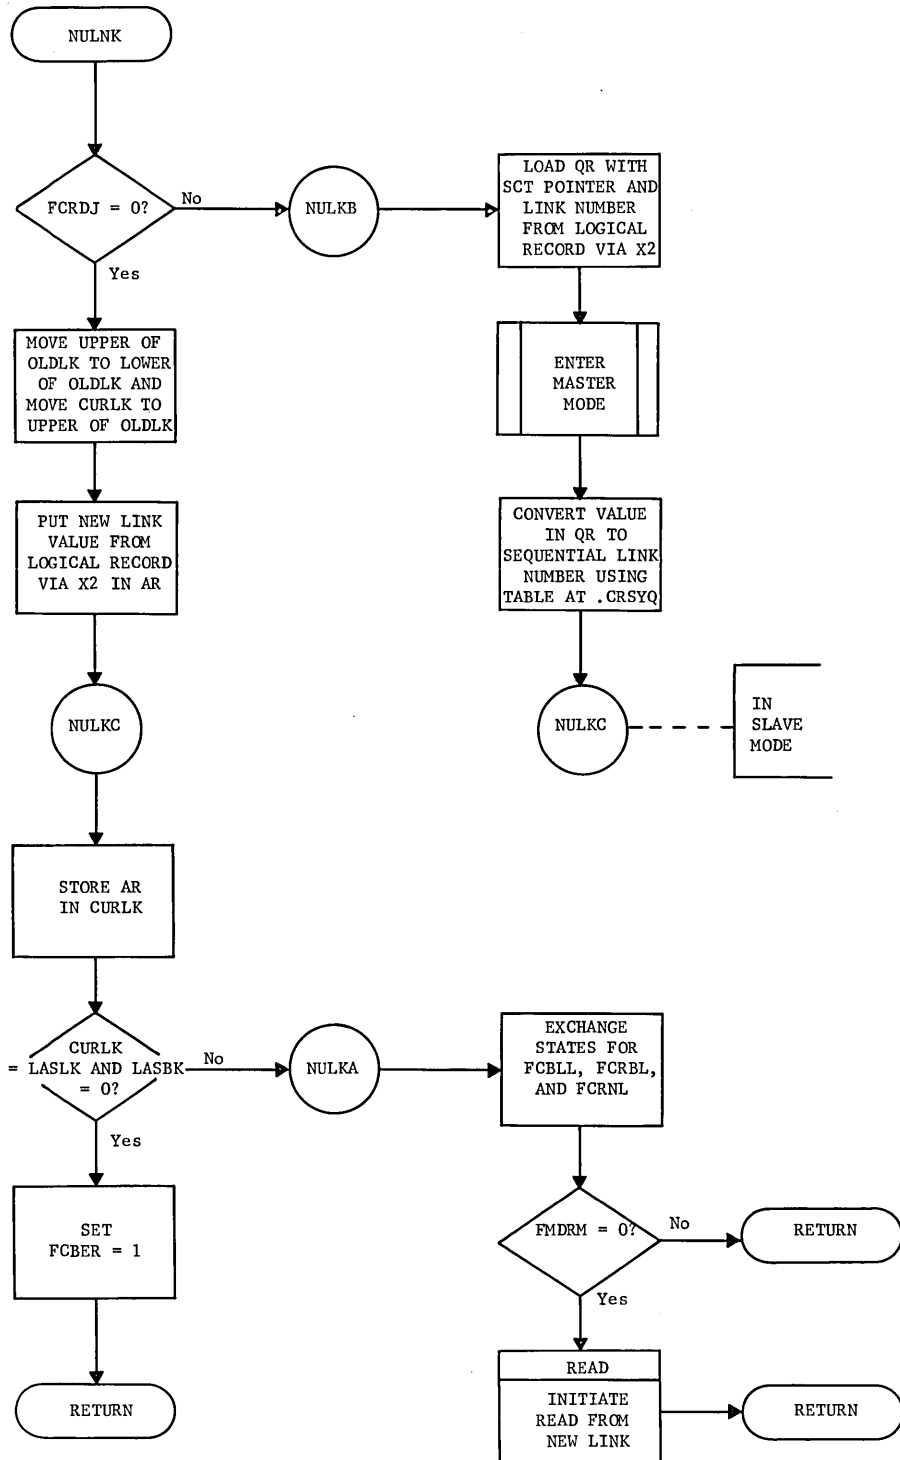 NULNK
FCRDJ = 0?
No
Yes
NULKB
LOAD QR WITH
SCT POINTER AND
LINK NUMBER
FROM LOGICAL
RECORD VIA X2
MOVE UPPER OF
OLDLK TO LOWER
OF OLDLK AND
MOVE CURLK TO
UPPER OF OLDLK
ENTER
MASTER
MODE
PUT NEW LINK
VALUE FROM
LOGICAL RECORD
VIA X2 IN AR
CONVERT VALUE
IN QR TO
SEQUENTIAL LINK
NUMBER USING
TABLE AT .CRSYQ
NULKC
NULKC
IN
SLAVE
MODE
STORE AR
IN CURLK
CURLK
= LASLK AND LASBK
= 0?
No
Yes
NULKA
EXCHANGE
STATES FOR
FCBLL, FCRBL,
AND FCRNL
SET
FCBER = 1
FMDRM = 0?
No
Yes
RETURN
RETURN
READ
INITIATE
READ FROM
NEW LINK
RETURN